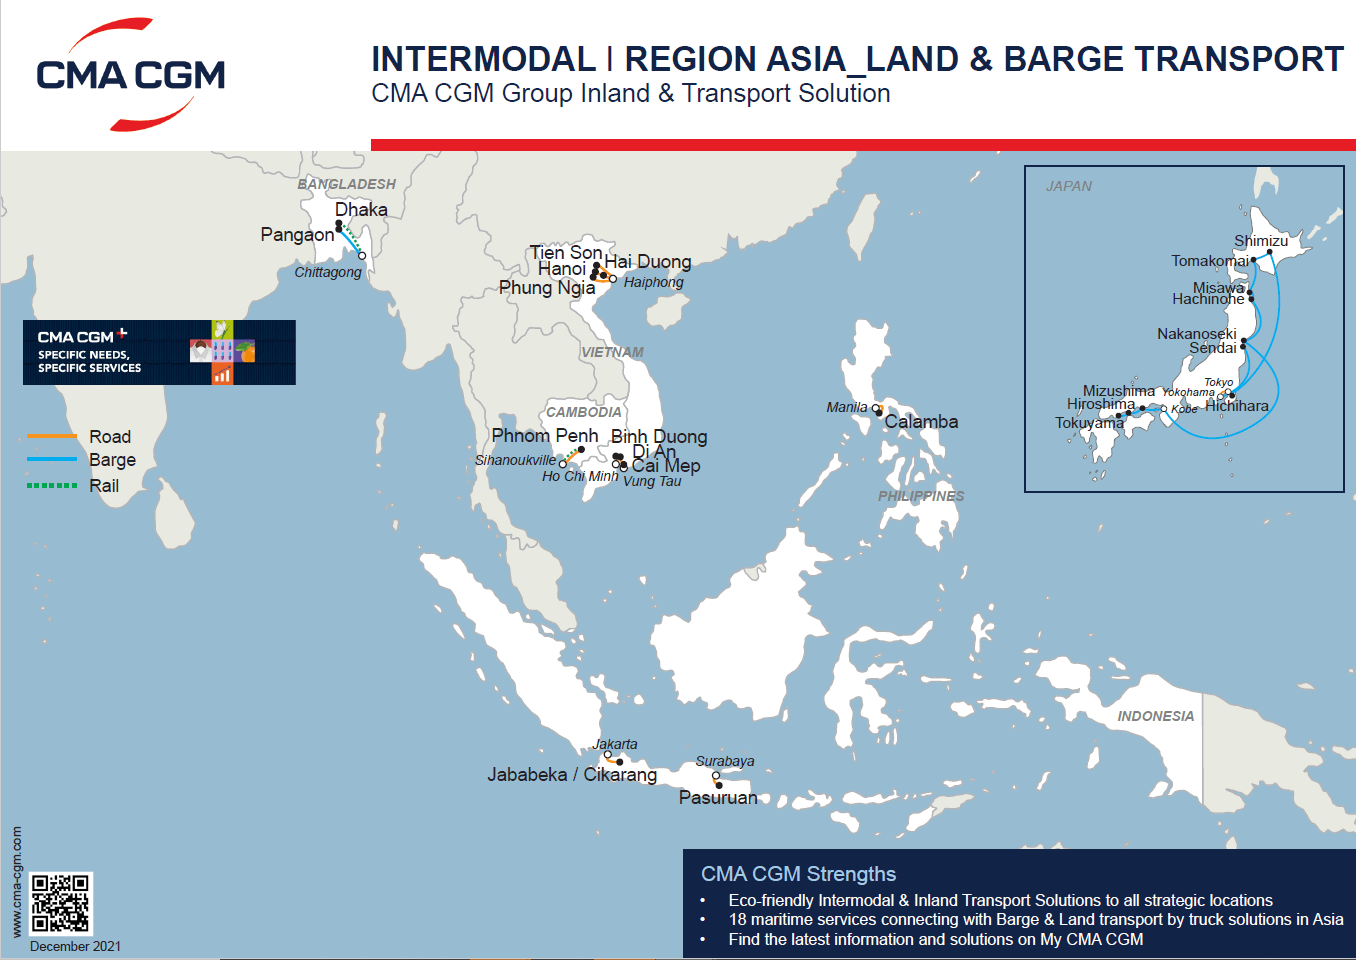 CMA CGM
INTERMODAL | REGION ASIA_LAND & BARGE TRANSPORT
CMA CGM Group Inland & Transport Solution
BANGLADESH
Dhaka
Pangaon
Chittagong
Tien Son
Hanoi
Hai Duong
Phung Ngia
Haiphong
CMA CGM+
SPECIFIC NEEDS,
SPECIFIC SERVICES
VIETNAM
CAMBODIA
Phnom Penh
Binh Duong
Di An
Sihanoukville
Cai Mep
Ho Chi Minh
Vung Tau
Road
Barge
Rail
Manila
Calamba
PHILIPPINES
JAPAN
Shimizu
Tomakomai
Misawa
Hachinohe
Nakanoseki
Sendai
Tokyo
Mizushima
Yokohama
Hiroshima
Kobe
Hichihara
Tokuyama
INDONESIA
Jakarta
Jababeka / Cikarang
Surabaya
Pasuruan
www.cma-cgm.com
December 2021
CMA CGM Strengths
• Eco-friendly Intermodal & Inland Transport Solutions to all strategic locations
• 18 maritime services connecting with Barge & Land transport by truck solutions in Asia
• Find the latest information and solutions on My CMA CGM